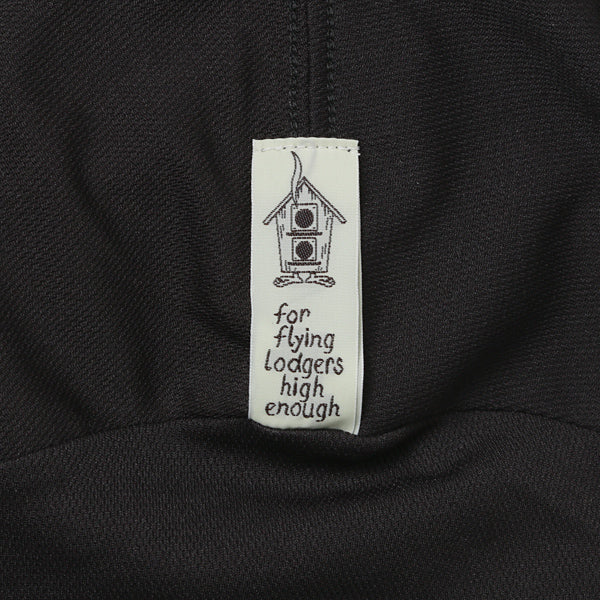 for
flying
lodgers
high
enough